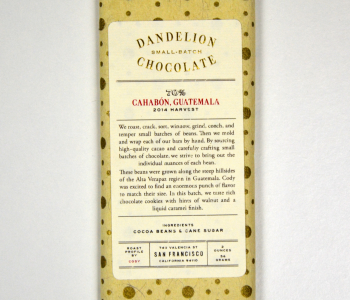 DANDELION
SMALL-BATCH
CHOCOLATE
70%
CAHABÓN, GUATEMALA
2014 HARVEST
We roast, crack, sort, winnow, grind, conch, and
temper small batches of beans. Then we mold
and wrap each of our bars by hand. By sourcing
high-quality cacao and carefully crafting small
batches of chocolate, we strive to bring out the
individual nuances of each bean.
These beans were grown along the steep hillsides
of the Alta Verapaz region in Guatemala. Cody
was excited to find an enormous punch of flavor
to match their size. In this batch, we taste rich
chocolate cookies with hints of walnut and a
liquid caramel finish.
INGREDIENTS
COCOA BEANS & CANE SUGAR
ROAST
PROFILE
BY
CODY
740 VALENCIA ST
SAN FRANCISCO
CALIFORNIA 94110
2
OUNCES
56
GRAMS